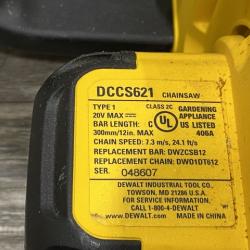 DCCS621 CHAINSAW
TYPE 1 CLASS 2C
20V MAX
BAR LENGTH: C UL US
300mm/12in. MAX
GARDENING
APPLIANCE
LISTED
406A
CHAIN SPEED: 7.3 m/s, 24.1 ft/s
REPLACEMENT BAR: DWZCSB12
REPLACEMENT CHAIN: DWO1DT612
SER. 048607
DEWALT INDUSTRIAL TOOL CO.,
TOWSON, MD 21286 U.S.A.
FOR SERVICE INFORMATION,
CALL 1-800-4-DEWALT
www.DEWALT.com MADE IN CHINA